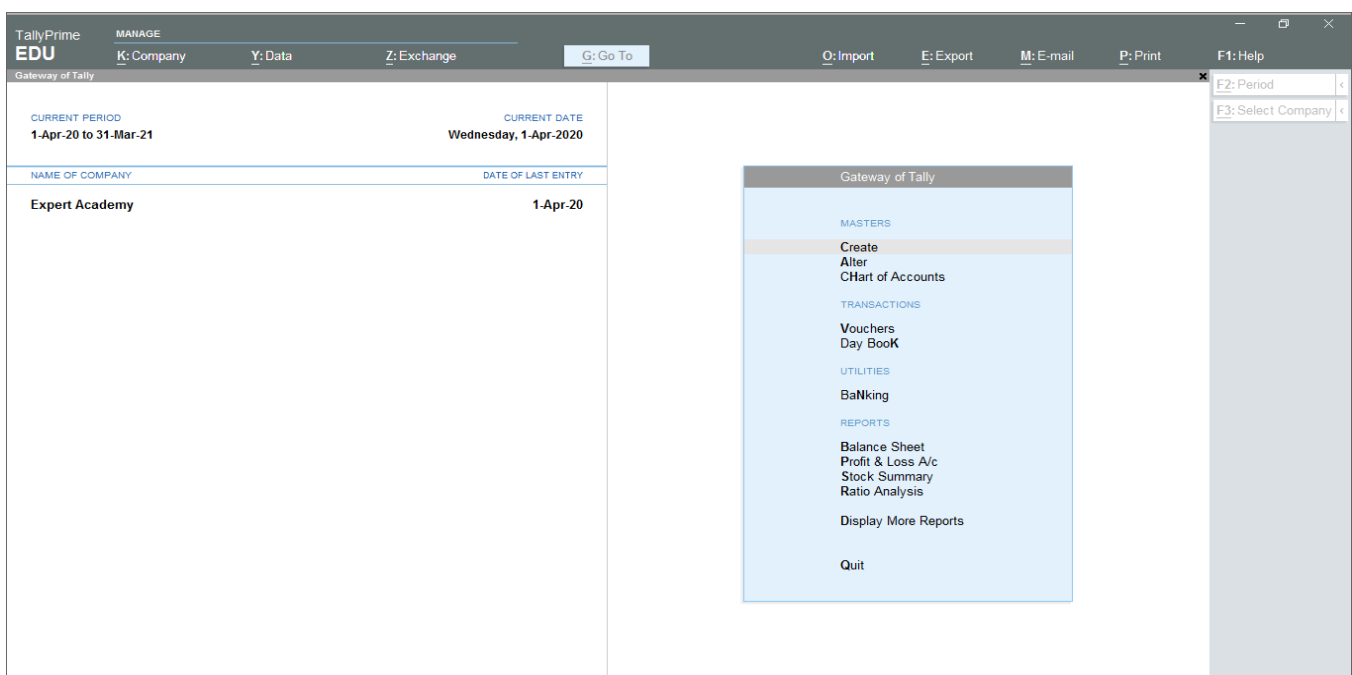 TallyPrime MANAGE
EDU K: Company Y: Data Z: Exchange G: Go To O: Import E: Export M: E-mail P: Print F1: Help
Gateway of Tally
F2: Period
F3: Select Company
CURRENT PERIOD CURRENT DATE
1-Apr-20 to 31-Mar-21 Wednesday, 1-Apr-2020
NAME OF COMPANY DATE OF LAST ENTRY
Expert Academy 1-Apr-20
Gateway of Tally
MASTERS
Create
Alter
CHart of Accounts
TRANSACTIONS
Vouchers
Day BooK
UTILITIES
BaNking
REPORTS
Balance Sheet
Profit & Loss A/c
Stock Summary
Ratio Analysis
Display More Reports
Quit